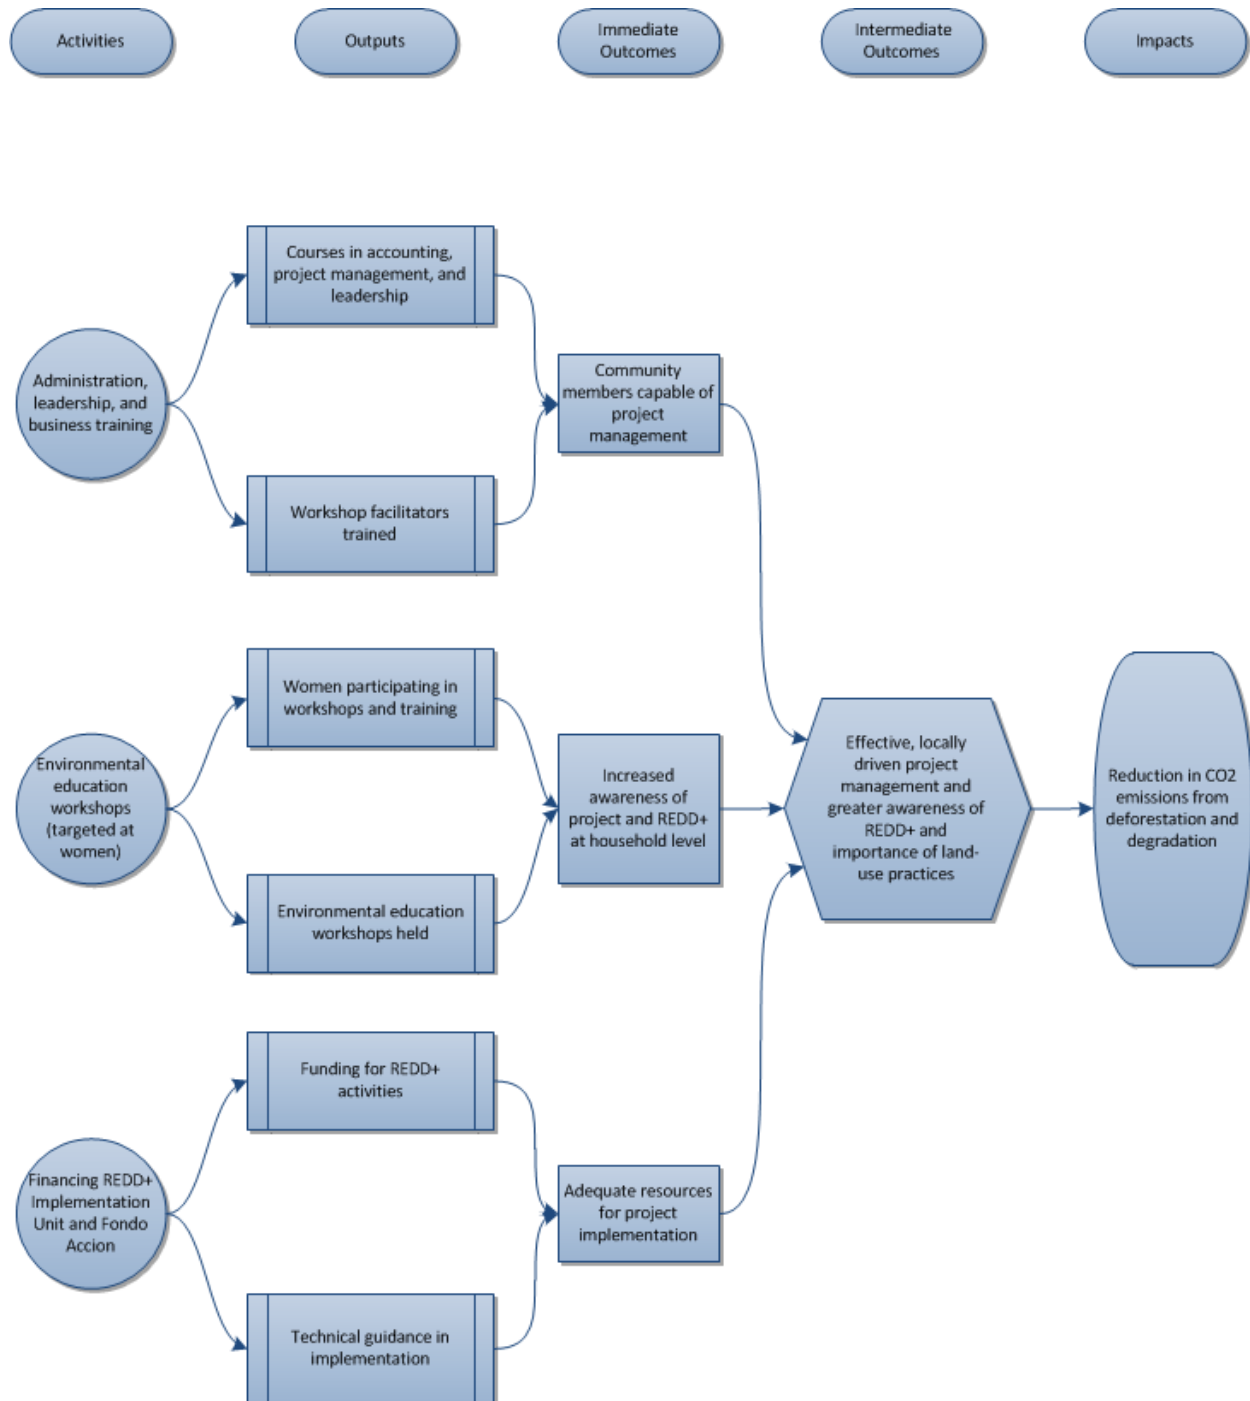 Activities
Outputs
Immediate
Outcomes
Intermediate
Outcomes
Impacts
Courses in accounting,
project management, and
leadership
Administration,
leadership, and
business training
Community
members capable of
project
management
Workshop facilitators
trained
Women participating in
workshops and training
Environmental
education
workshops
(targeted at
women)
Increased
awareness of
project and REDD+
at household level
Effective, locally
driven project
management and
greater awareness of
REDD+ and
importance of land-
use practices
Reduction in CO2
emissions from
deforestation and
degradation
Environmental education
workshops held
Funding for REDD+
activities
Financing REDD+
Implementation
Unit and Fondo
Accion
Adequate resources
for project
implementation
Technical guidance in
implementation